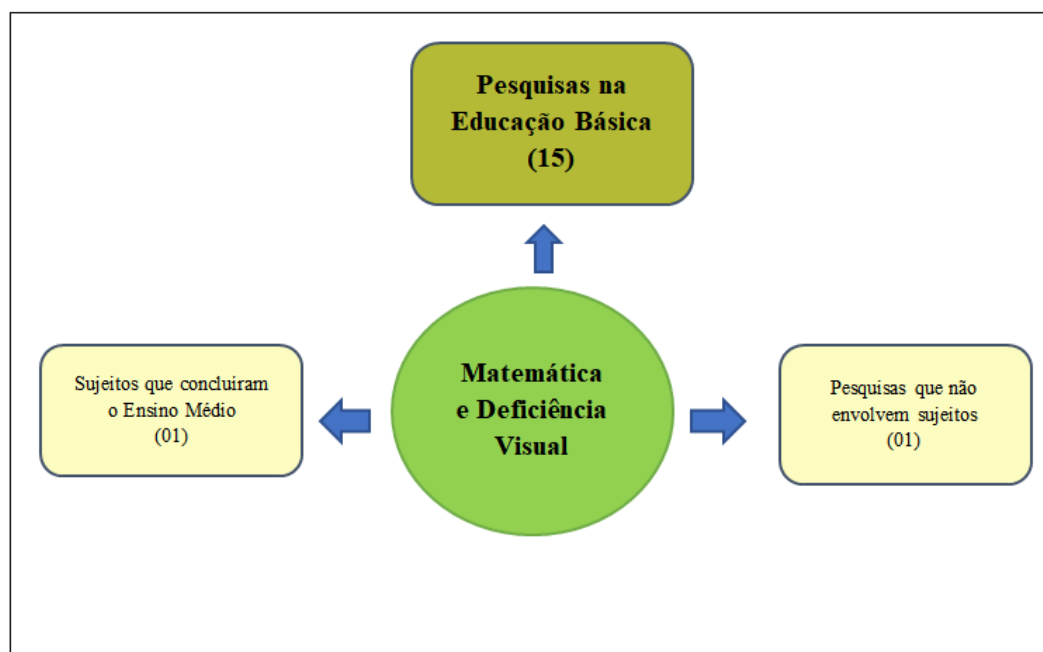 Pesquisas na
Educação Básica
(15)
Matemática
e Deficiência
Visual
Sujeitos que concluíram
o Ensino Médio
(01)
Pesquisas que não
envolvem sujeitos
(01)